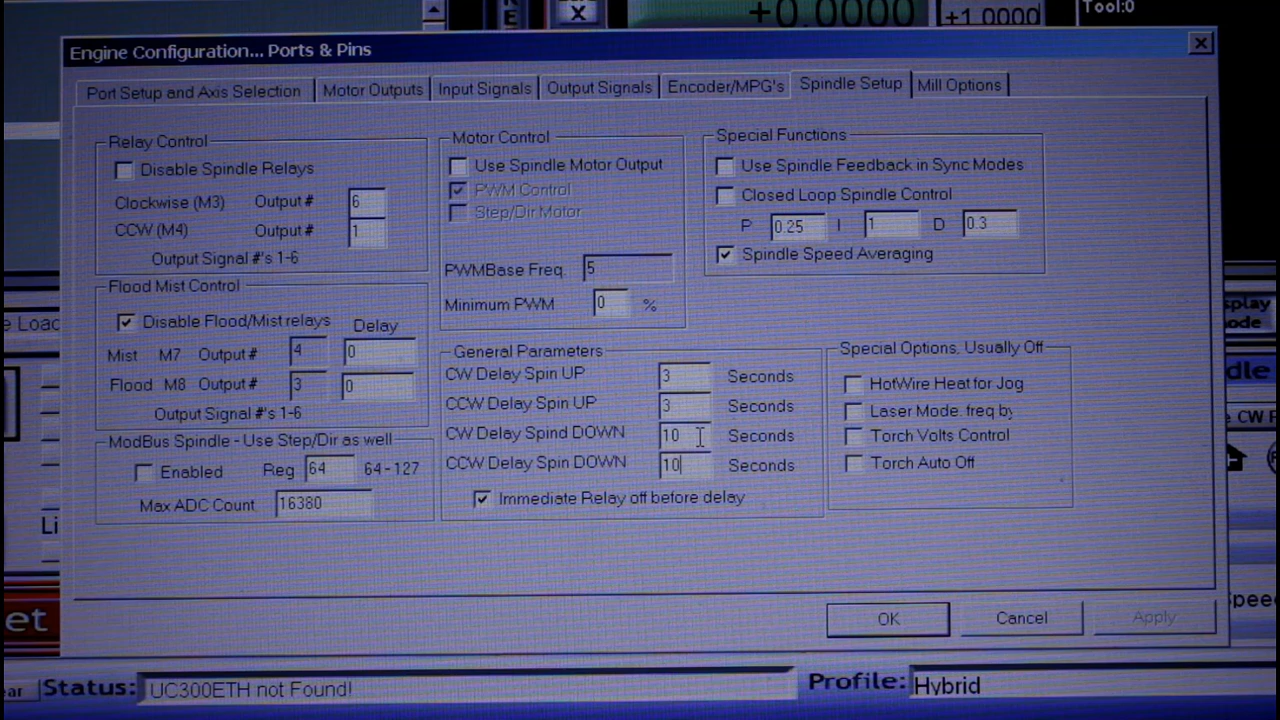 +0.0000
+1.0000
Tool:0
X
Engine Configuration... Ports & Pins
Port Setup and Axis Selection
Motor Outputs
Input Signals
Output Signals
Encoder/MPG's
Spindle Setup
Mill Options
Relay Control
Disable Spindle Relays
Clockwise (M3) Output # 6
CCW (M4) Output # 1
Output Signal #'s 1-6
Flood Mist Control
Disable Flood/Mist relays Delay
Mist M7 Output # 4 0
Flood M8 Output # 3 0
Output Signal #'s 1-6
ModBus Spindle - Use Step/Dir as well
Enabled Reg 64 64-127
Max ADC Count 16380
Motor Control
Use Spindle Motor Output
PWM Control
Step/Dir Motor
PWMBase Freq. 5
Minimum PWM 0 %
General Parameters
CW Delay Spin UP 3 Seconds
CCW Delay Spin UP 3 Seconds
CW Delay Spind DOWN 10 Seconds
CCW Delay Spin DOWN 10 Seconds
Immediate Relay off before delay
Special Functions
Use Spindle Feedback in Sync Modes
Closed Loop Spindle Control
P 0.25 I 1 D 0.3
Spindle Speed Averaging
Special Options, Usually Off
HotWire Heat for Jog
Laser Mode. freq by
Torch Volts Control
Torch Auto Off
OK
Cancel
Apply
Status: UC300ETH not Found!
Profile: Hybrid